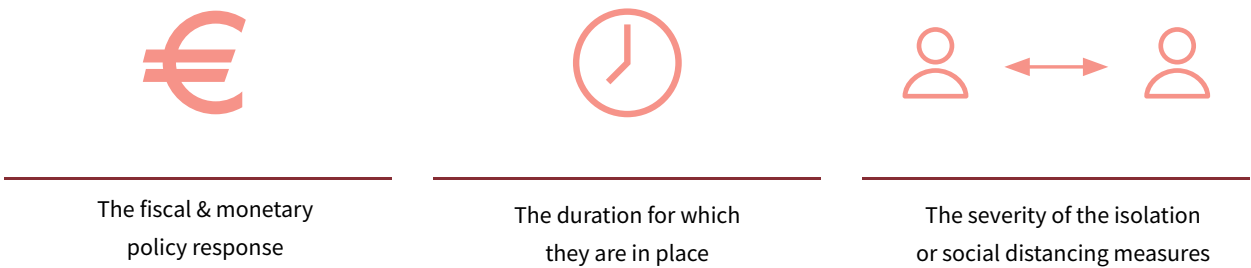 The fiscal & monetary
policy response
The duration for which
they are in place
The severity of the isolation
or social distancing measures